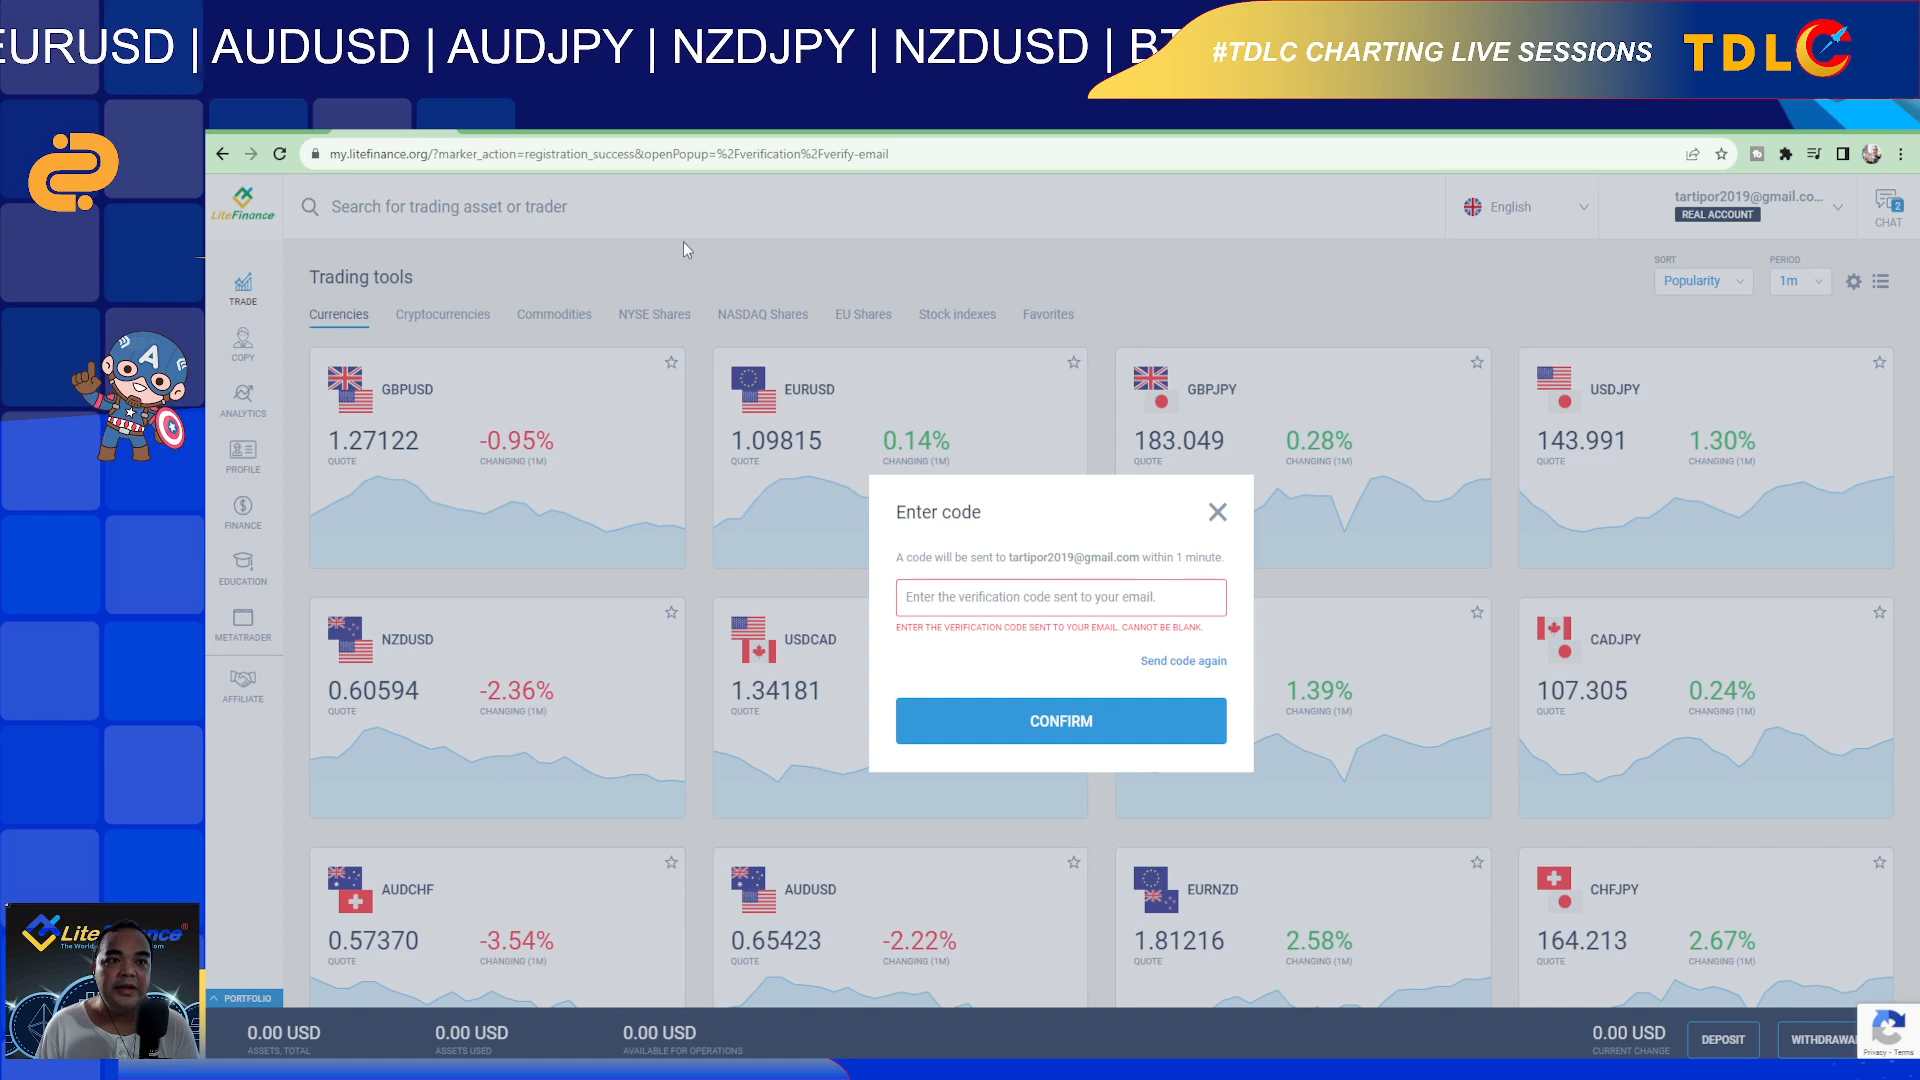 EURUSD | AUDUSD | AUDJPY | NZDJPY | NZDUSD |
#TDLC CHARTING LIVE SESSIONS
TDLC
my.litefinance.org/?marker_action=registration_success&openPopup=%2Fverification%2Fverify-email
LiteFinance
Search for trading asset or trader
English
tartipor2019@gmail.co...
REAL ACCOUNT
2
CHAT
TRADE
COPY
ANALYTICS
PROFILE
FINANCE
EDUCATION
METATRADER
AFFILIATE
Trading tools
SORT
Popularity
PERIOD
1m
Currencies
Cryptocurrencies
Commodities
NYSE Shares
NASDAQ Shares
EU Shares
Stock indexes
Favorites
GBPUSD
1.27122
-0.95%
QUOTE
CHANGING (1M)
EURUSD
1.09815
0.14%
QUOTE
CHANGING (1M)
GBPJPY
183.049
0.28%
QUOTE
CHANGING (1M)
USDJPY
143.991
1.30%
QUOTE
CHANGING (1M)
Enter code
A code will be sent to tartipor2019@gmail.com within 1 minute.
Enter the verification code sent to your email.
ENTER THE VERIFICATION CODE SENT TO YOUR EMAIL. CANNOT BE BLANK.
Send code again
CONFIRM
NZDUSD
0.60594
-2.36%
QUOTE
CHANGING (1M)
USDCAD
1.34181
QUOTE
1.39%
CHANGING (1M)
CADJPY
107.305
0.24%
QUOTE
CHANGING (1M)
AUDCHF
0.57370
-3.54%
QUOTE
CHANGING (1M)
AUDUSD
0.65423
-2.22%
QUOTE
CHANGING (1M)
EURNZD
1.81216
2.58%
QUOTE
CHANGING (1M)
CHFJPY
164.213
2.67%
QUOTE
CHANGING (1M)
PORTFOLIO
0.00 USD
ASSETS, TOTAL
0.00 USD
ASSETS USED
0.00 USD
AVAILABLE FOR OPERATIONS
0.00 USD
CURRENT CHANGE
DEPOSIT
WITHDRAWA
Privacy - Terms
A